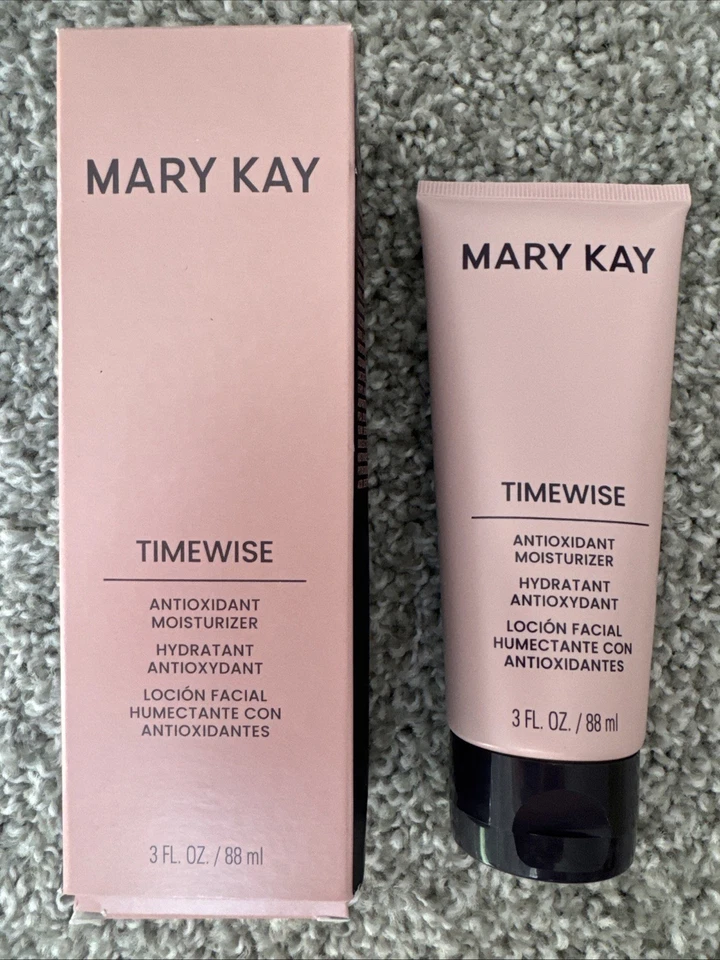 MARY KAY
TIMEWISE
ANTIOXIDANT
MOISTURIZER
HYDRATANT
ANTIOXYDANT
LOCIÓN FACIAL
HUMECTANTE CON
ANTIOXIDANTES
3 FL. OZ. / 88 ml
MARY KAY
TIMEWISE
ANTIOXIDANT
MOISTURIZER
HYDRATANT
ANTIOXYDANT
LOCIÓN FACIAL
HUMECTANTE CON
ANTIOXIDANTES
3 FL. OZ. / 88 ml